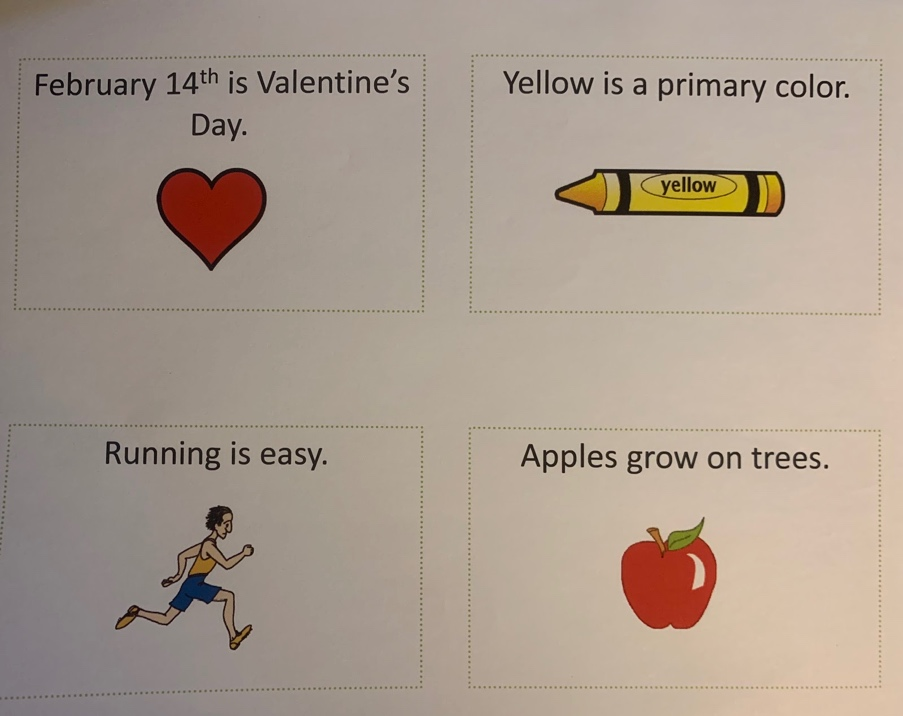 February 14th is Valentine's
Day.
Yellow is a primary color.
yellow
Running is easy.
Apples grow on trees.